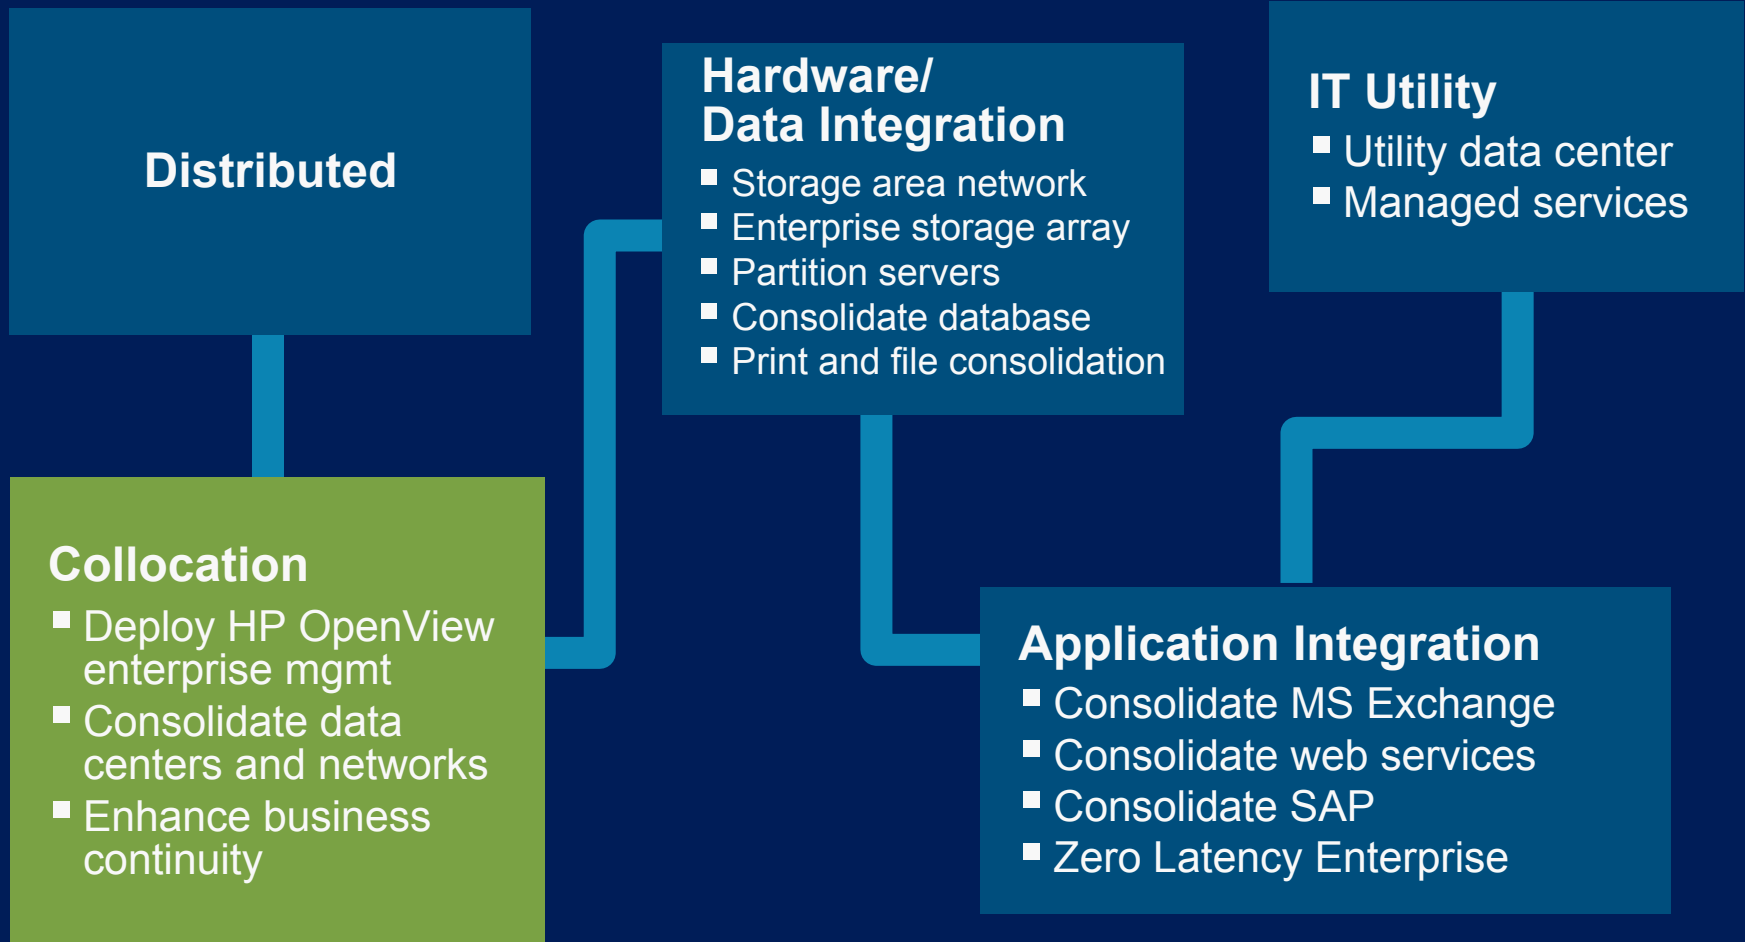 Distributed
Collocation
▪ Deploy HP OpenView
enterprise mgmt
▪ Consolidate data
centers and networks
▪ Enhance business
continuity
Hardware/
Data Integration
▪ Storage area network
▪ Enterprise storage array
▪ Partition servers
▪ Consolidate database
▪ Print and file consolidation
Application Integration
▪ Consolidate MS Exchange
▪ Consolidate web services
▪ Consolidate SAP
▪ Zero Latency Enterprise
IT Utility
▪ Utility data center
▪ Managed services